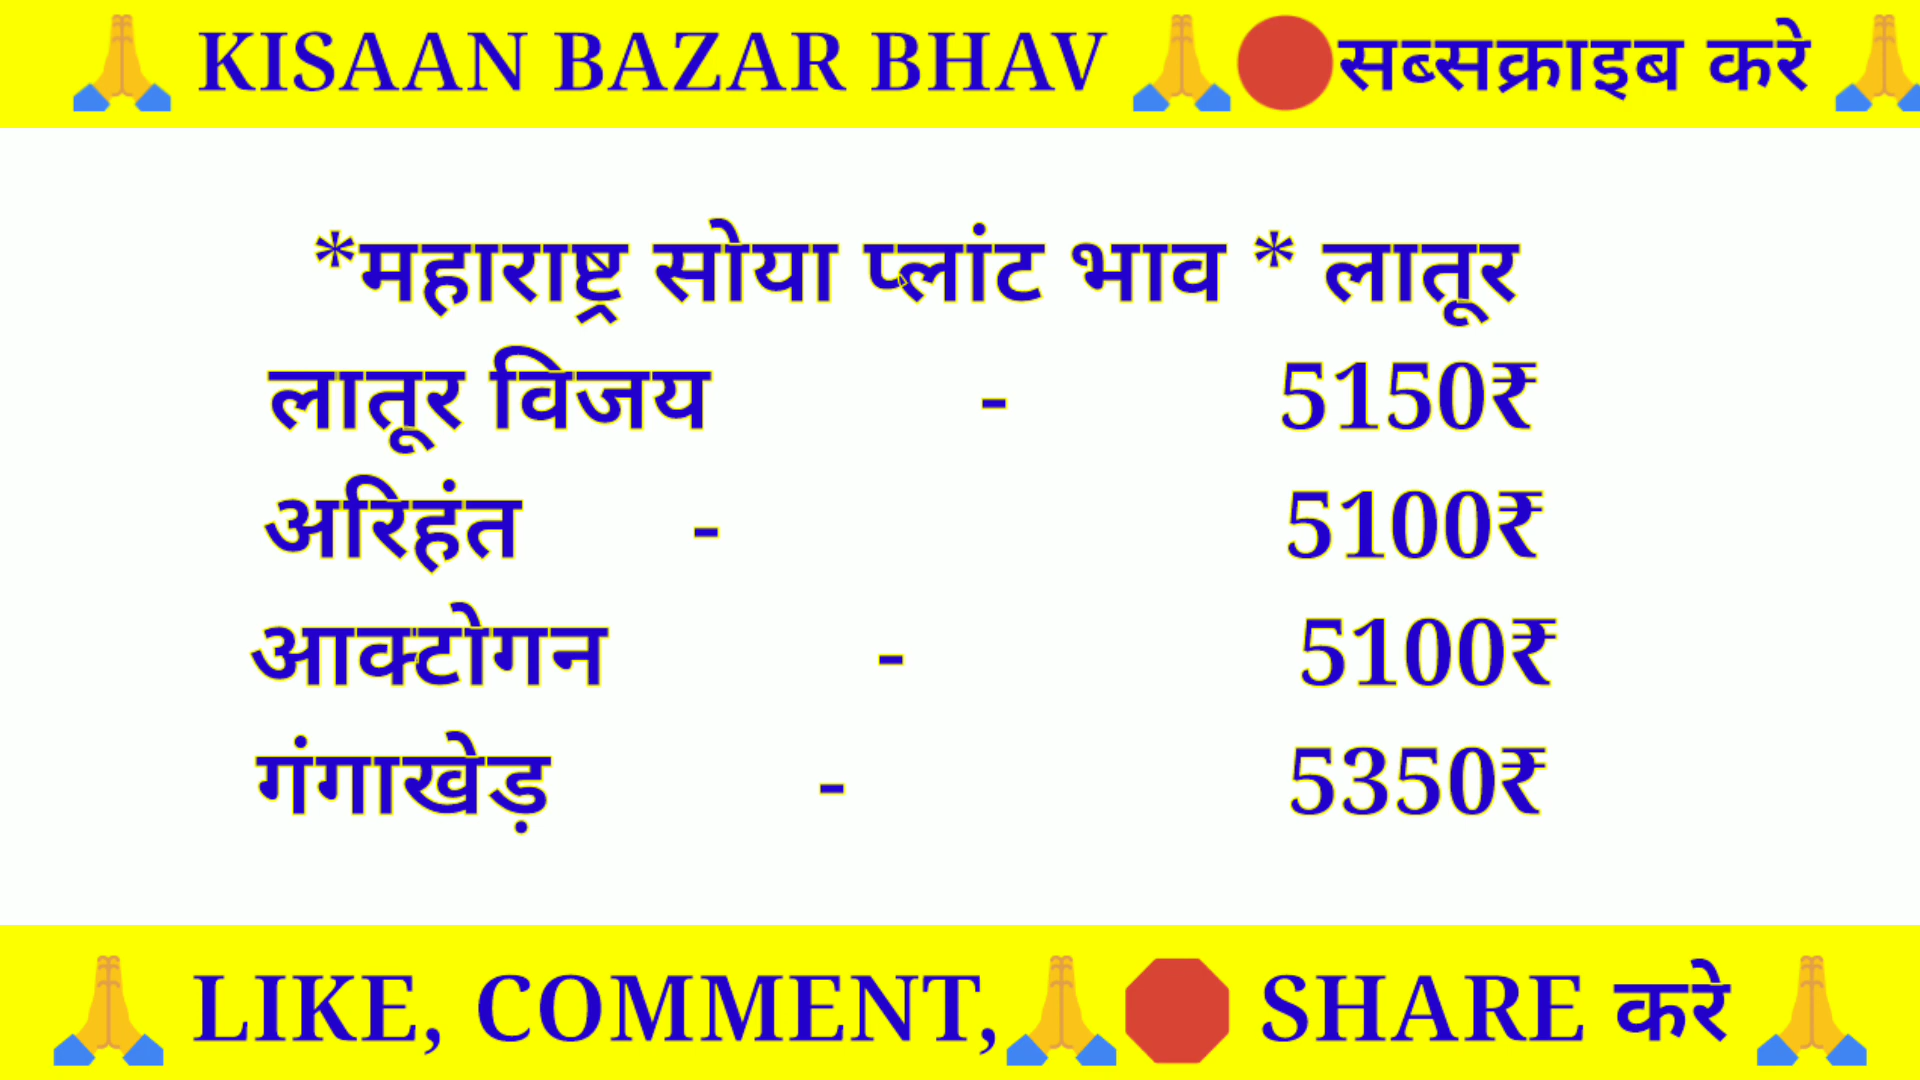 🙏 KISAAN BAZAR BHAV 🙏🔴सब्सक्राइब करे 🙏
*महाराष्ट्र सोया प्लांट भाव * लातूर
लातूर विजय - 5150₹
अरिहंत - 5100₹
आक्टोगन - 5100₹
गंगाखेड़ - 5350₹
🙏 LIKE, COMMENT,🙏🛑 SHARE करे 🙏